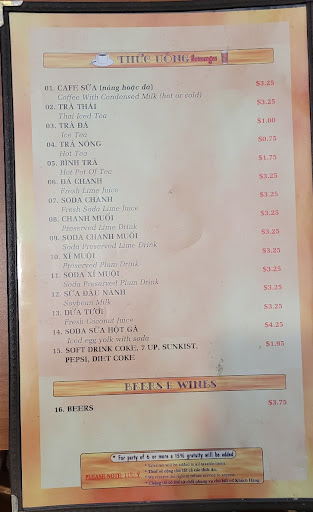 THỨC UỐNG Beverages
01. CAFE SỮA (nóng hoặc đá) $3.25
Coffee With Condensed Milk (hot or cold)
02. TRÀ THÁI $3.25
Thai Iced Tea
03. TRÀ ĐÁ $1.00
Ice Tea
04. TRÀ NÓNG $0.75
Hot Tea
05. BÌNH TRÀ $1.75
Hot Pot Of Tea
06. ĐÁ CHANH $3.25
Fresh Lime Juice
07. SODA CHANH $3.25
Fresh Soda Lime Juice
08. CHANH MUỐI $3.25
Preserved Lime Drink
09. SODA CHANH MUỐI $3.25
Soda Preserved Lime Drink
10. XÍ MUỘI $3.25
Preserved Plum Drink
11. SODA XÍ MUỘI $3.25
Soda Preserved Plum Drink
12. SỮA ĐẬU NÀNH $3.25
Soybean Milk
13. DỪA TƯƠI $3.25
Fresh Coconut Juice
14. SODA SỮA HỘT GÀ $4.25
Iced egg yolk with soda
15. SOFT DRINK COKE, 7 UP, SUNKIST, $1.95
PEPSI, DIET COKE
BEERS & WINES
16. BEERS $3.75
* For party of 6 or more a 15% gratuity will be added
PLEASE NOTE